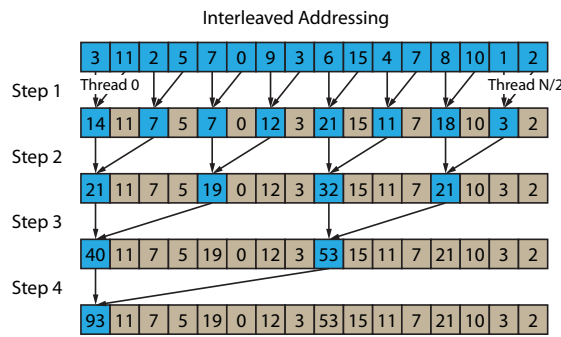 Interleaved Addressing
3 11 2 5 7 0 9 3 6 15 4 7 8 10 1 2
Step 1
Thread 0 Thread N/2
14 11 7 5 7 0 12 3 21 15 11 7 18 10 3 2
Step 2
21 11 7 5 19 0 12 3 32 15 11 7 21 10 3 2
Step 3
40 11 7 5 19 0 12 3 53 15 11 7 21 10 3 2
Step 4
93 11 7 5 19 0 12 3 53 15 11 7 21 10 3 2